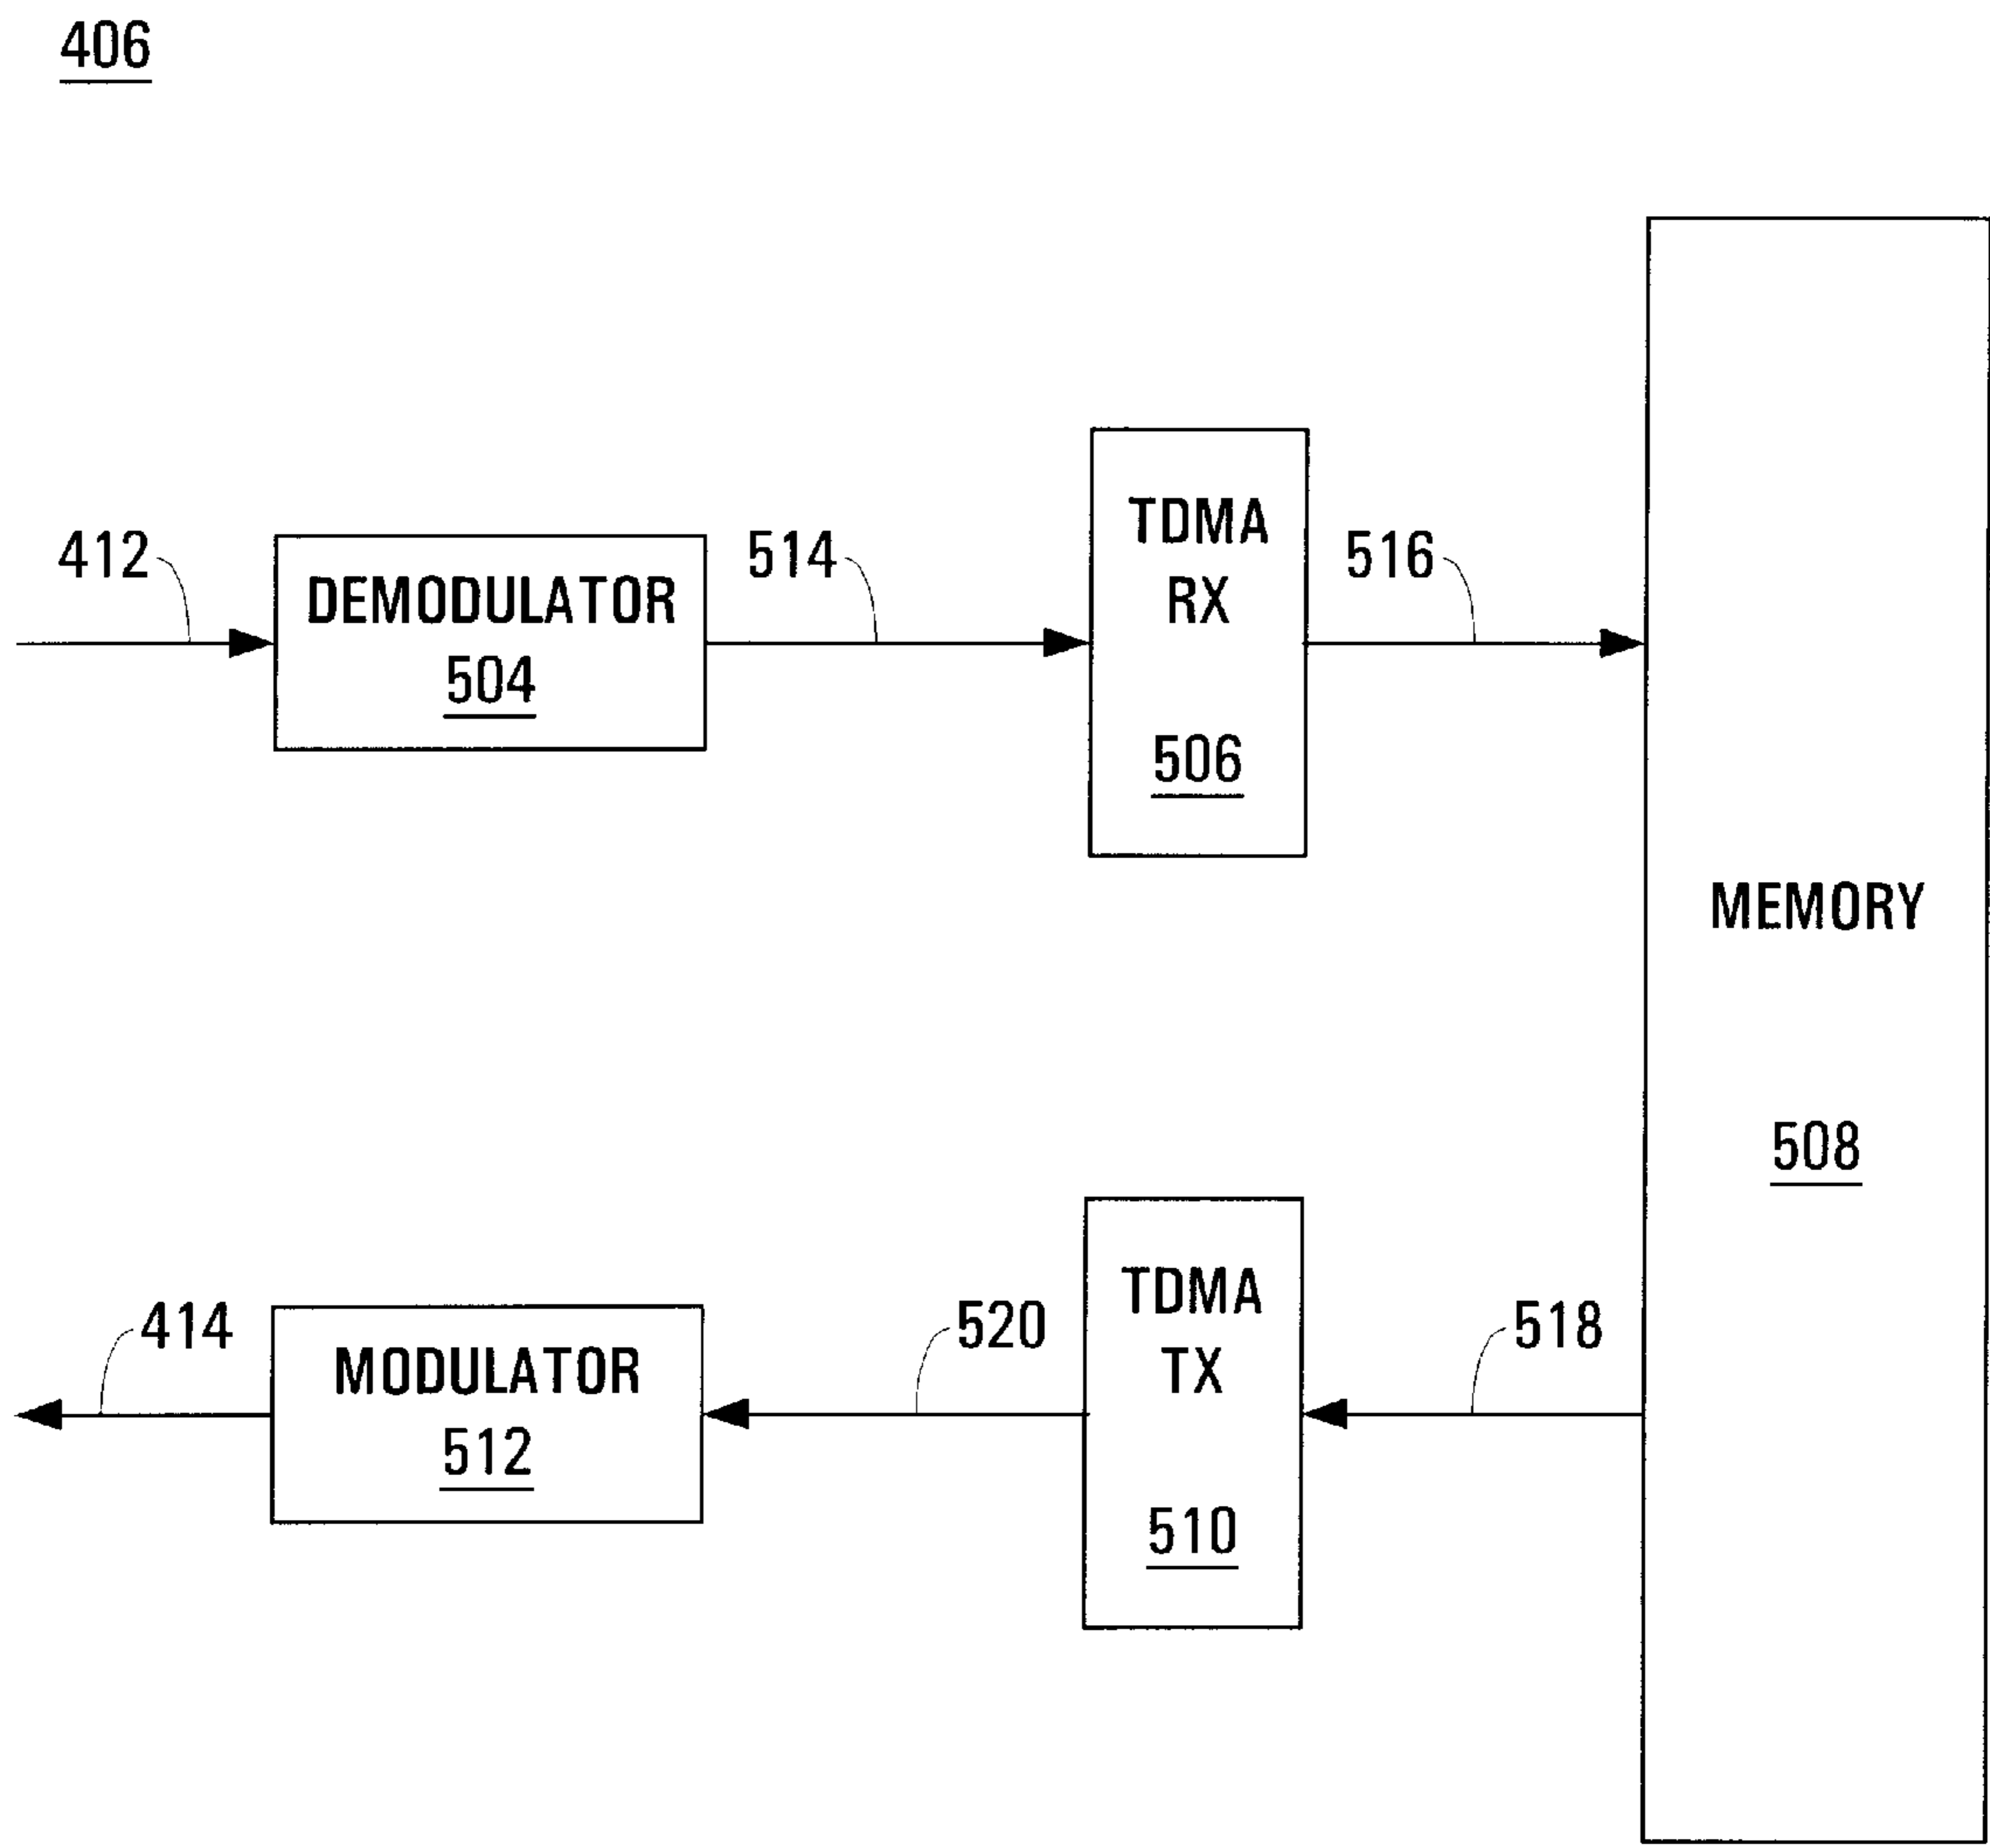 406
412
DEMODULATOR
504
514
TDMA
RX
506
516
MEMORY
508
414
MODULATOR
512
520
TDMA
TX
510
518